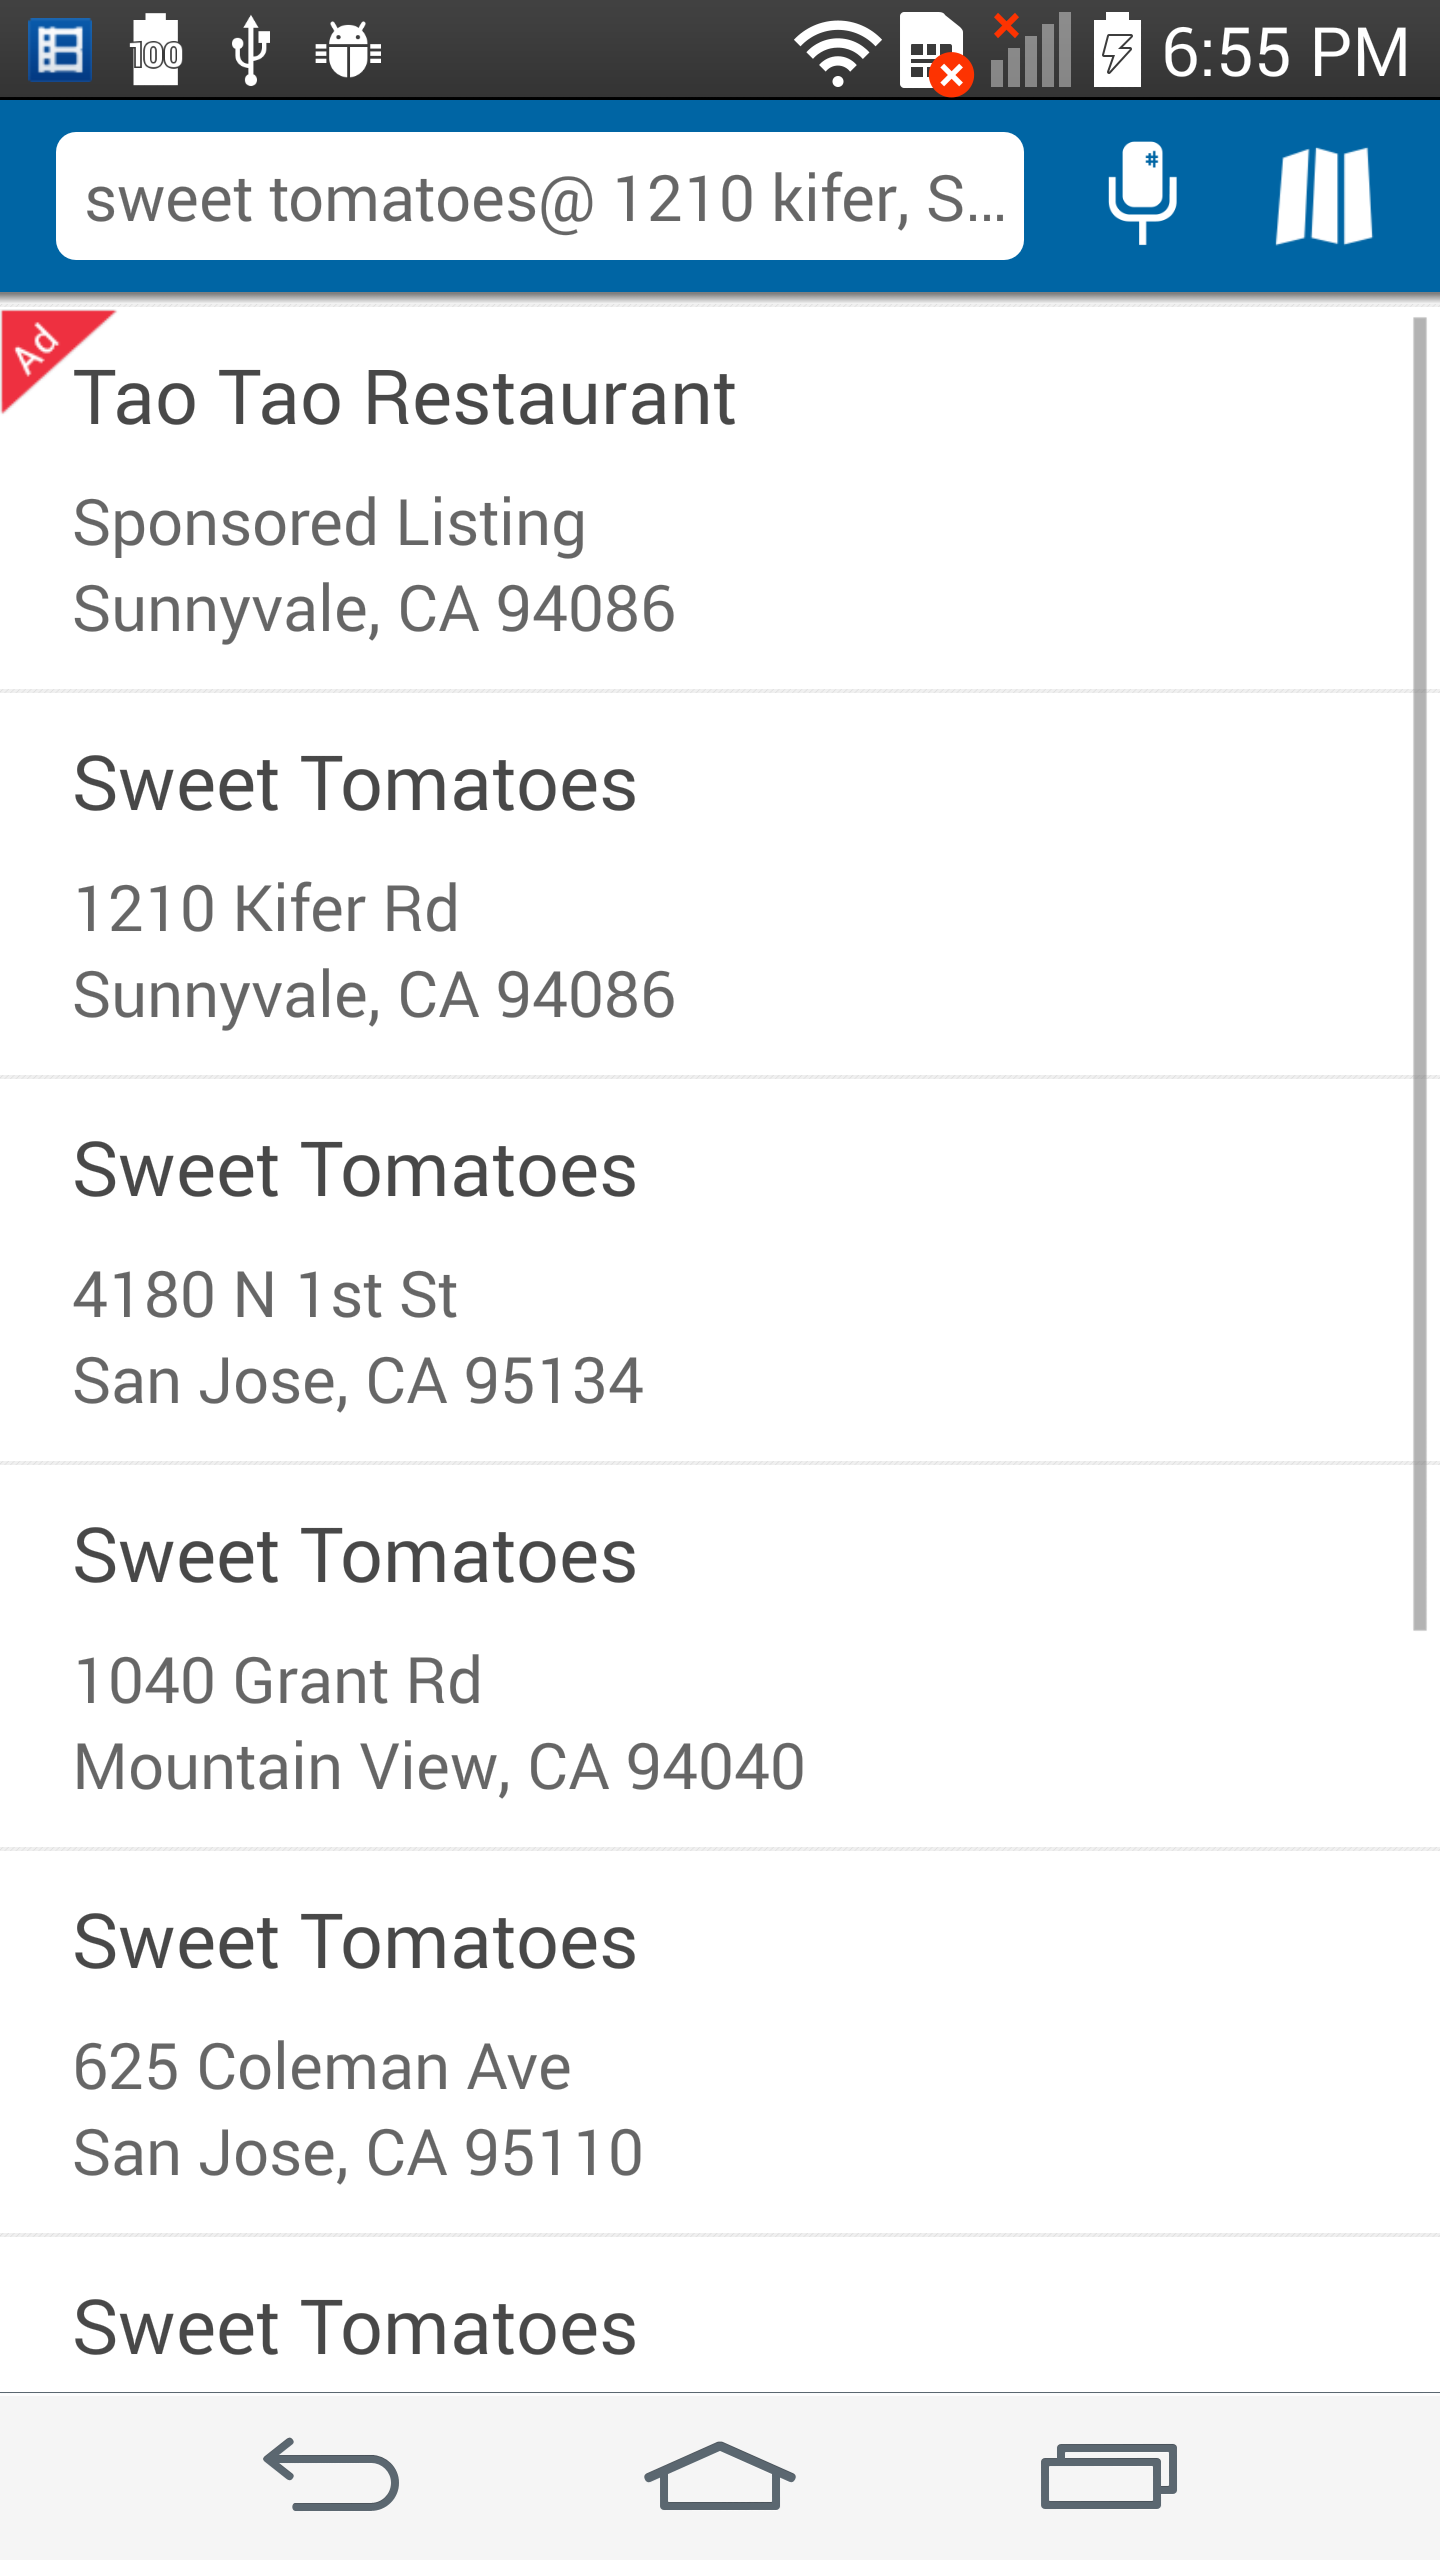 100
6:55 PM
sweet tomatoes@ 1210 kifer, S...
#
Ad
Tao Tao Restaurant
Sponsored Listing
Sunnyvale, CA 94086
Sweet Tomatoes
1210 Kifer Rd
Sunnyvale, CA 94086
Sweet Tomatoes
4180 N 1st St
San Jose, CA 95134
Sweet Tomatoes
1040 Grant Rd
Mountain View, CA 94040
Sweet Tomatoes
625 Coleman Ave
San Jose, CA 95110
Sweet Tomatoes